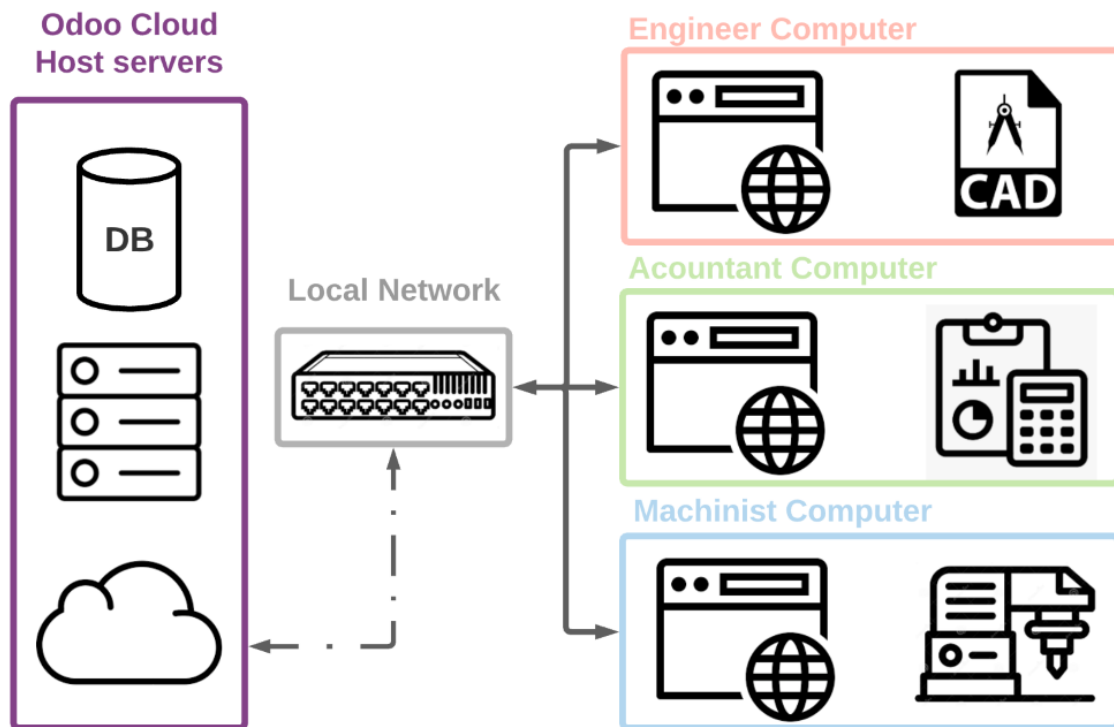 Odoo Cloud
Host servers
DB
Local Network
Engineer Computer
CAD
Acountant Computer
Machinist Computer